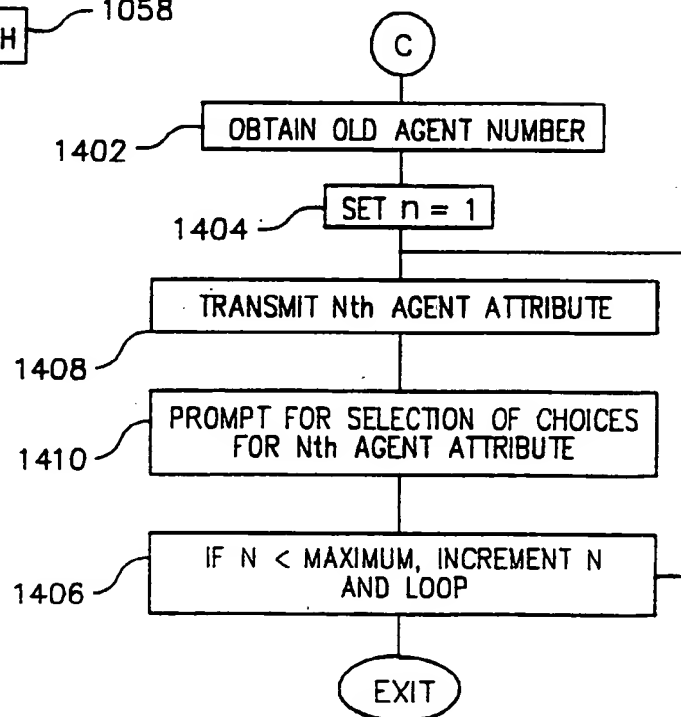 1058
H
C
OBTAIN OLD AGENT NUMBER
1402
SET n = 1
1404
TRANSMIT Nth AGENT ATTRIBUTE
1408
PROMPT FOR SELECTION OF CHOICES
FOR Nth AGENT ATTRIBUTE
1410
IF N < MAXIMUM, INCREMENT N
AND LOOP
1406
EXIT